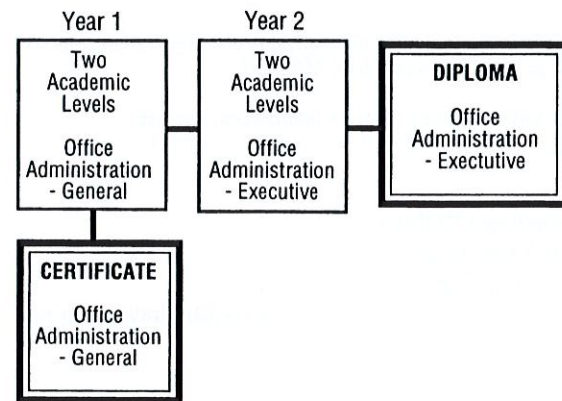 Year 1
Two
Academic
Levels
Office
Administration
- General
Year 2
Two
Academic
Levels
Office
Administration
- Executive
DIPLOMA
Office
Administration
- Exectutive
CERTIFICATE
Office
Administration
- General